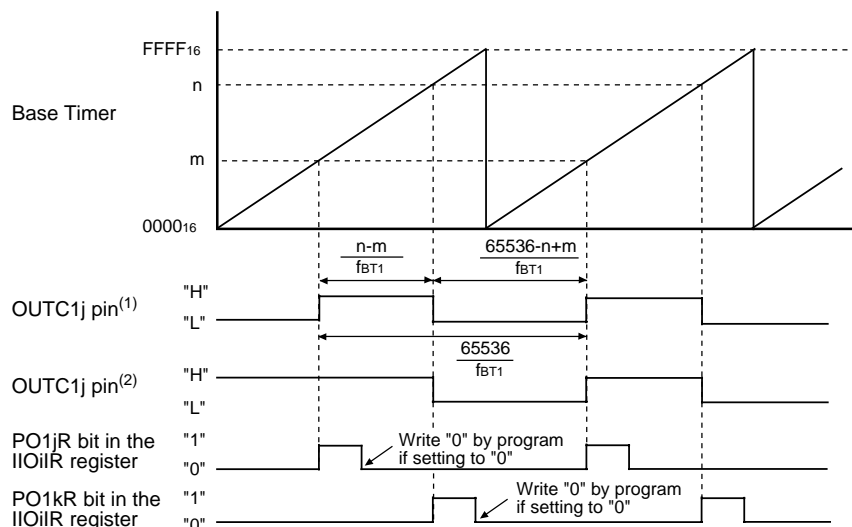 FFFF16
n
Base Timer
m
000016
n-m
fBT1
65536-n+m
fBT1
OUTC1j pin(1)
"H"
"L"
65536
fBT1
OUTC1j pin(2)
"H"
"L"
PO1jR bit in the
IIOiIR register
"1"
"0"
Write "0" by program
if setting to "0"
PO1kR bit in the
IIOiIR register
"1"
"0"
Write "0" by program
if setting to "0"